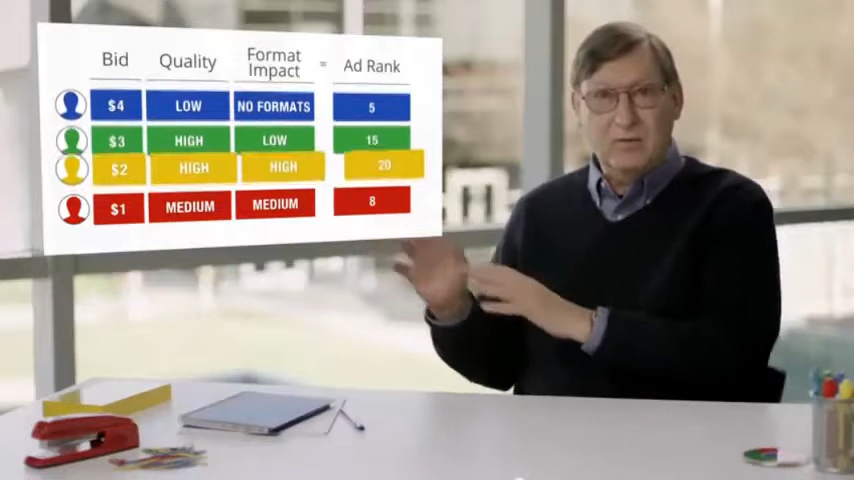 Bid Quality Format Impact = Ad Rank
$4 LOW NO FORMATS 5
$3 HIGH LOW 15
$2 HIGH HIGH 20
$1 MEDIUM MEDIUM 8